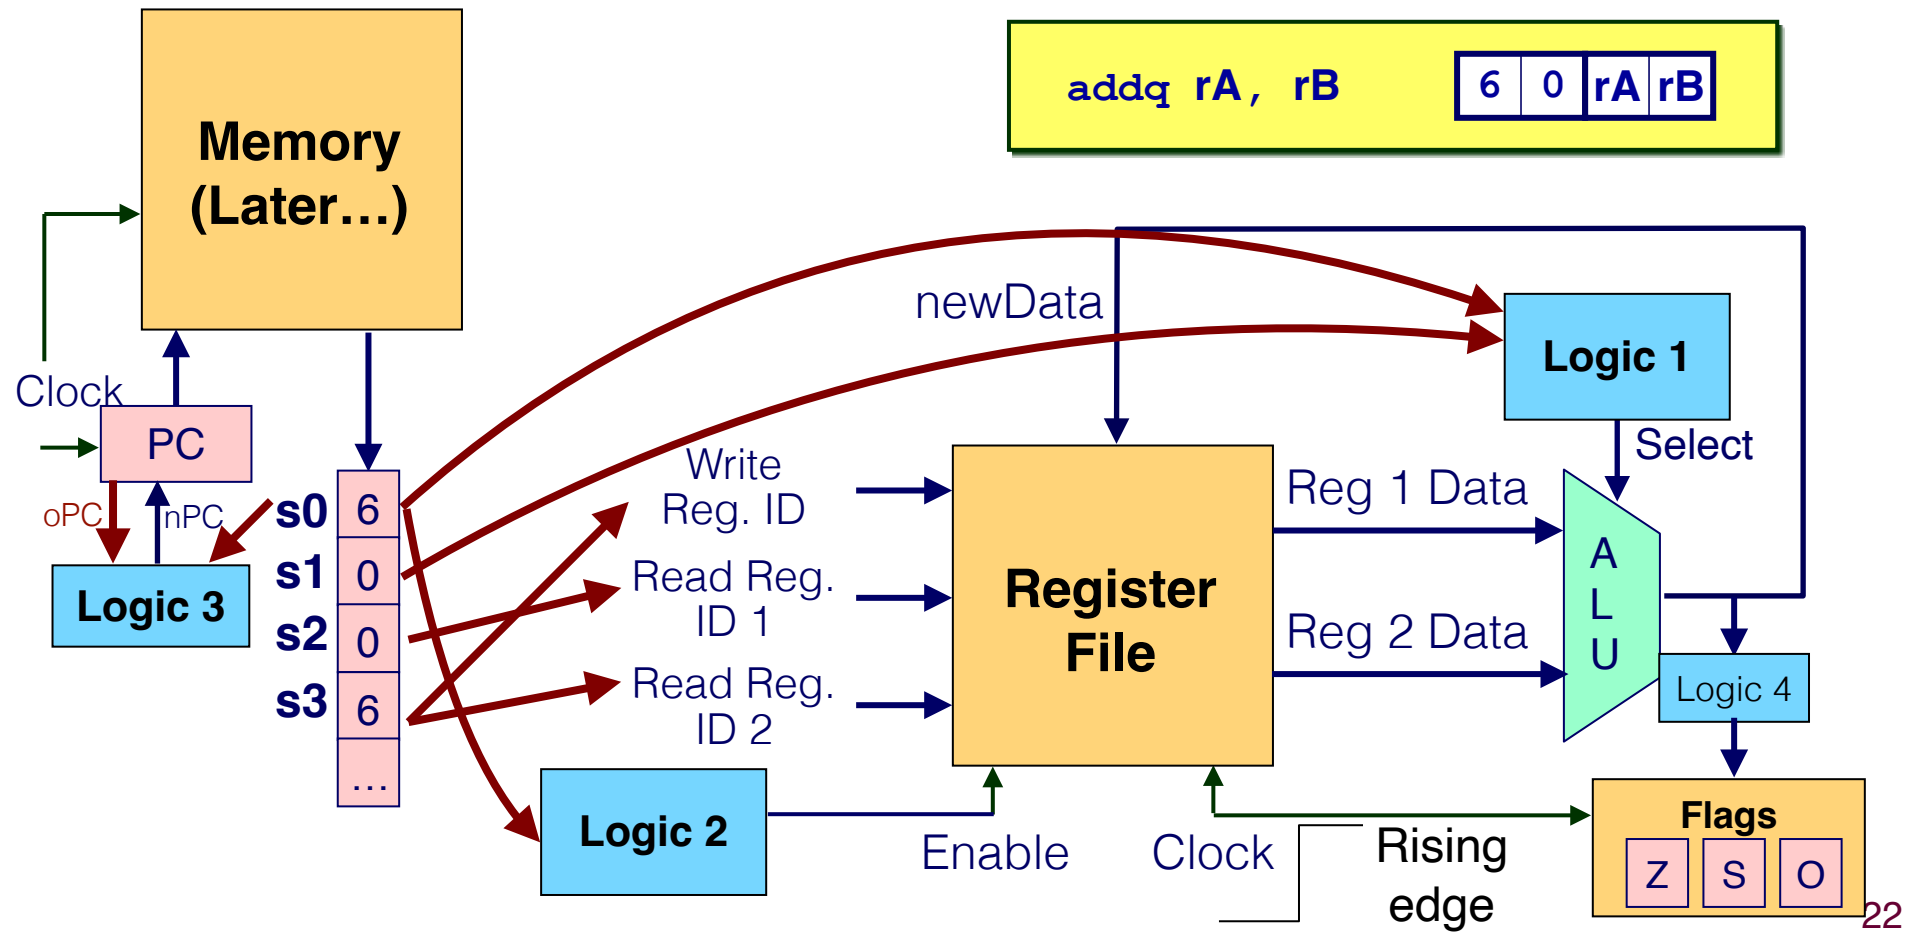 Memory
(Later...)
addq rA, rB
6 0 rA rB
newData
Logic 1
Select
Clock
PC
oPC
nPC
Logic 3
s0 6
s1 0
s2 0
s3 6
...
Write
Reg. ID
Read Reg.
ID 1
Read Reg.
ID 2
Register
File
Reg 1 Data
Reg 2 Data
A
L
U
Logic 4
Logic 2
Enable
Clock
Rising
edge
Flags
Z S O
22